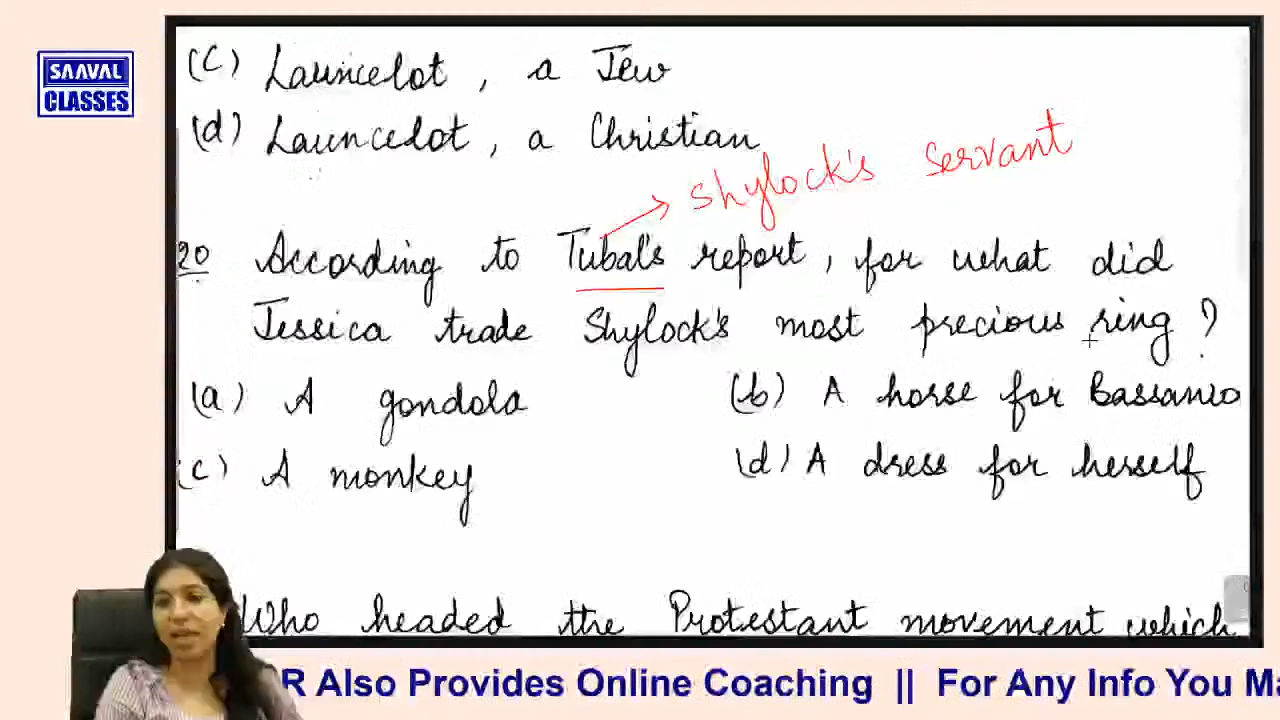 SAAVAL
CLASSES
(c) Launcelot, a Jew
(d) Launcelot, a Christian
Shylock's servant
20 According to Tubal's report, for what did
Jessica trade Shylock's most precious ring?
(a) A gondola (b) A horse for Bassanio
(c) A monkey (d) A dress for herself
Who headed the Protestant movement which
R Also Provides Online Coaching || For Any Info You Ma